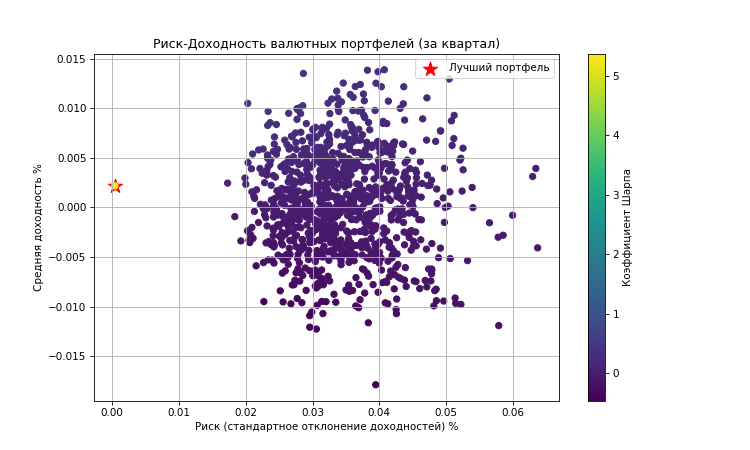 Риск-Доходность валютных портфелей (за квартал)
Лучший портфель
Средняя доходность %
0.015
0.010
0.005
0.000
−0.005
−0.010
−0.015
0.00 0.01 0.02 0.03 0.04 0.05 0.06
Риск (стандартное отклонение доходностей) %
5
4
3
2
1
0
Коэффициент Шарпа